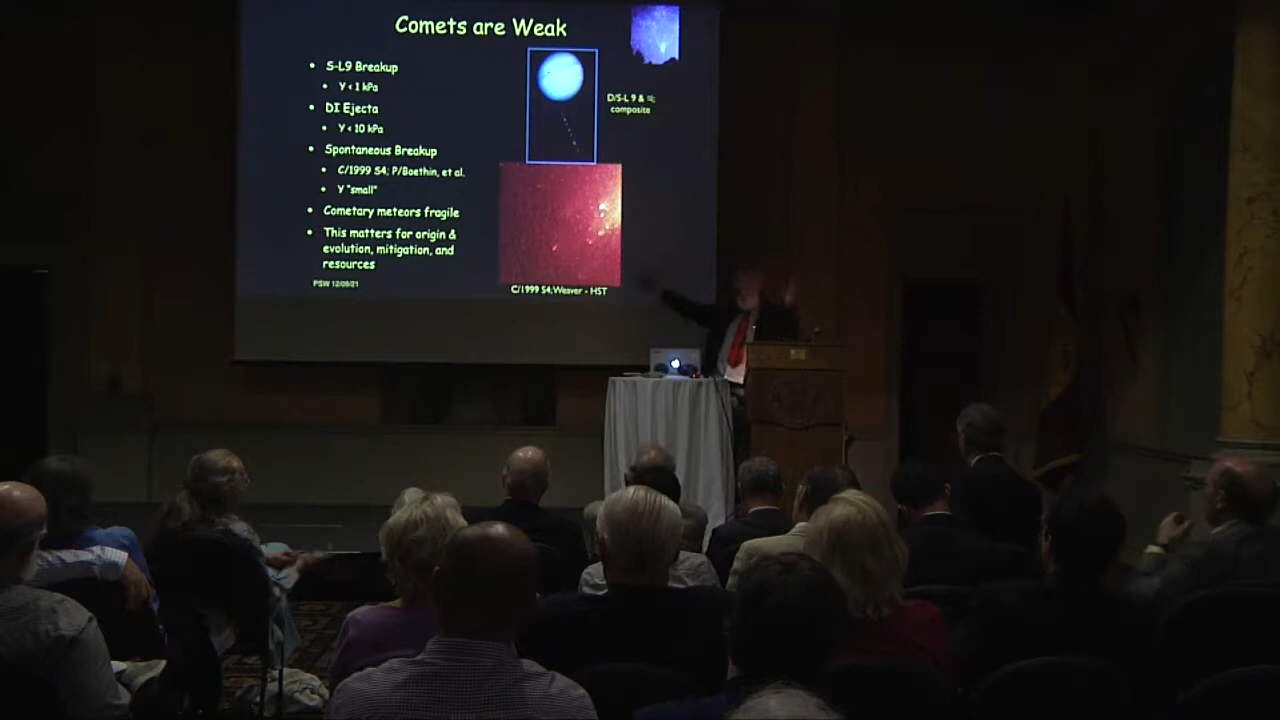 Comets are Weak
• S-L9 Breakup
• Y < 1 kPa
• DI Ejecta
• Y < 10 kPa
• Spontaneous Breakup
• C/1999 S4; P/Boethin, et al.
• Y "small"
• Cometary meteors fragile
• This matters for origin &
evolution, mitigation, and
resources
PSW
D/S-L 9 &
composite
C/1999 S4; Weaver - HST